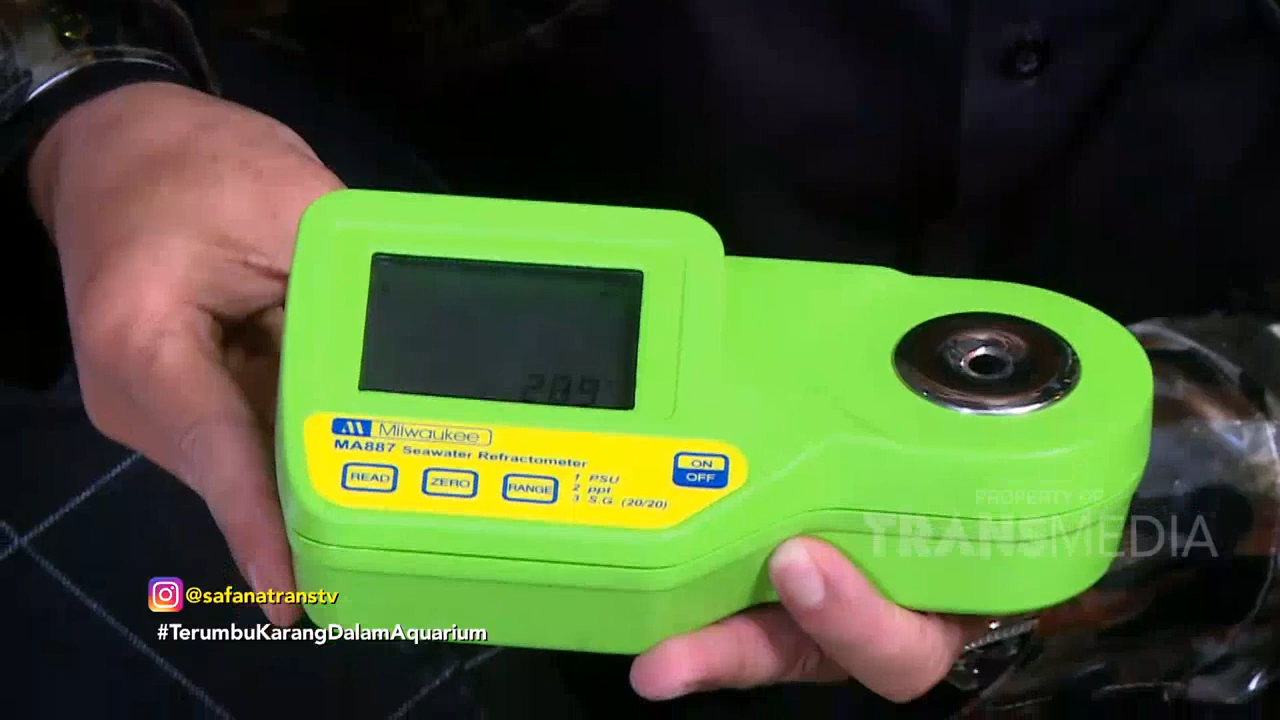 Milwaukee
MA887 Seawater Refractometer
READ
ZERO
RANGE
1 PSU
2 ppt
3 S.G. (20/20)
ON
OFF
PROPERTY OF
TRANSMEDIA
@safanatranstv
#TerumbuKarangDalamAquarium